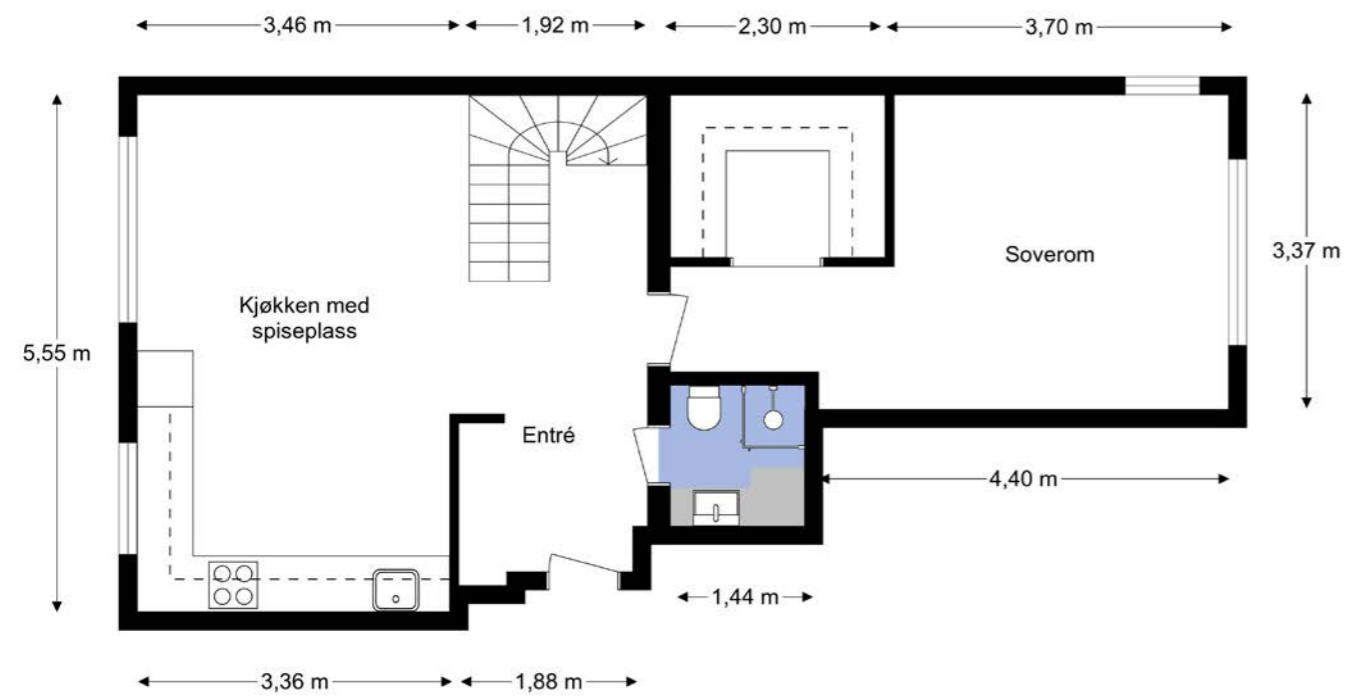 3,46 m
1,92 m
2,30 m
3,70 m
Soverom
3,37 m
Kjøkken med
spiseplass
5,55 m
Entré
4,40 m
1,44 m
3,36 m
1,88 m